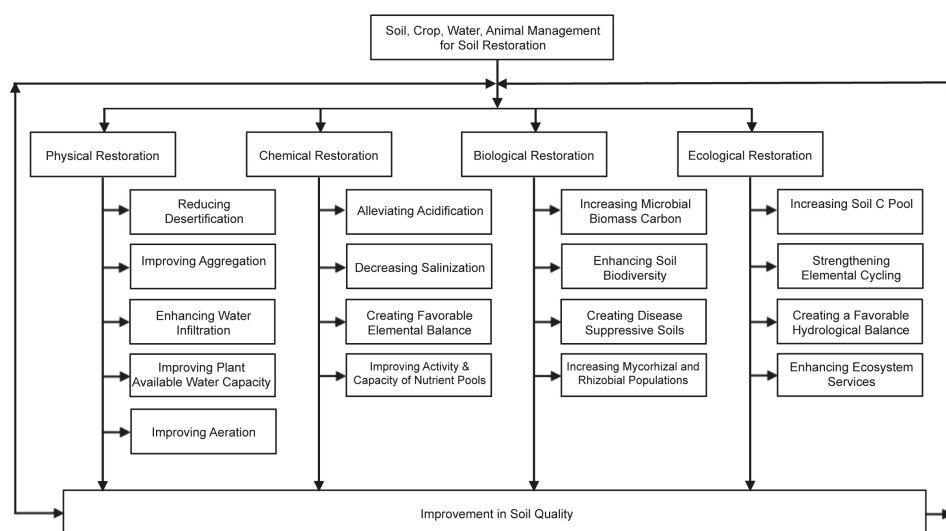 Soil, Crop, Water, Animal Management
for Soil Restoration
Physical Restoration
Chemical Restoration
Biological Restoration
Ecological Restoration
Reducing
Desertification
Improving Aggregation
Enhancing Water
Infiltration
Improving Plant
Available Water Capacity
Improving Aeration
Alleviating Acidification
Decreasing Salinization
Creating Favorable
Elemental Balance
Improving Activity &
Capacity of Nutrient Pools
Increasing Microbial
Biomass Carbon
Enhancing Soil
Biodiversity
Creating Disease
Suppressive Soils
Increasing Mycorhizal and
Rhizobial Populations
Increasing Soil C Pool
Strengthening
Elemental Cycling
Creating a Favorable
Hydrological Balance
Enhancing Ecosystem
Services
Improvement in Soil Quality